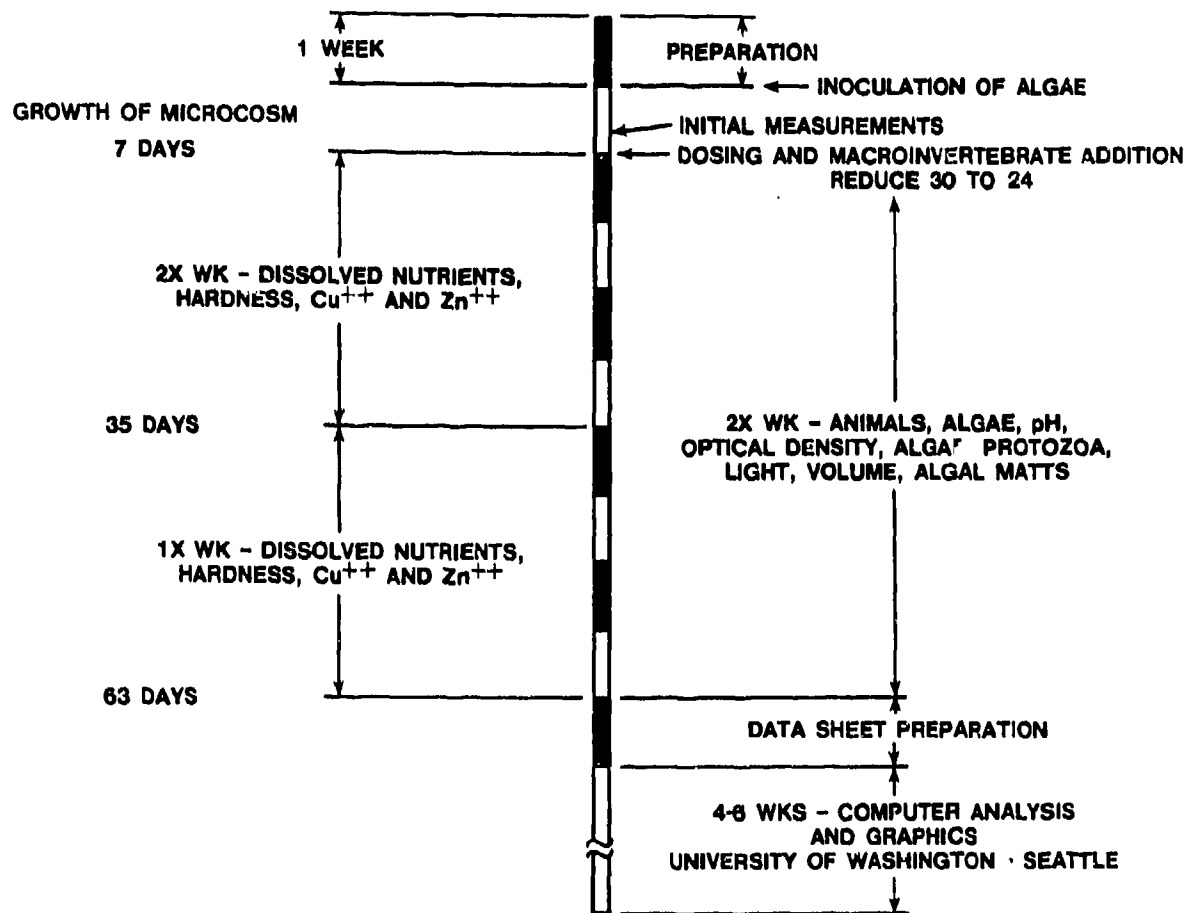 1 WEEK
PREPARATION
INOCULATION OF ALGAE
GROWTH OF MICROCOSM
7 DAYS
INITIAL MEASUREMENTS
DOSING AND MACROINVERTEBRATE ADDITION
REDUCE 30 TO 24
2X WK - DISSOLVED NUTRIENTS,
HARDNESS, Cu++ AND Zn++
35 DAYS
2X WK - ANIMALS, ALGAE, pH,
OPTICAL DENSITY, PROTOZOA,
LIGHT, VOLUME, ALGAL MATTS
1X WK - DISSOLVED NUTRIENTS,
HARDNESS, Cu++ AND Zn++
63 DAYS
DATA SHEET PREPARATION
WKS - COMPUTER ANALYSIS
AND GRAPHICS
UNIVERSITY OF WASHINGTON · SEATTLE